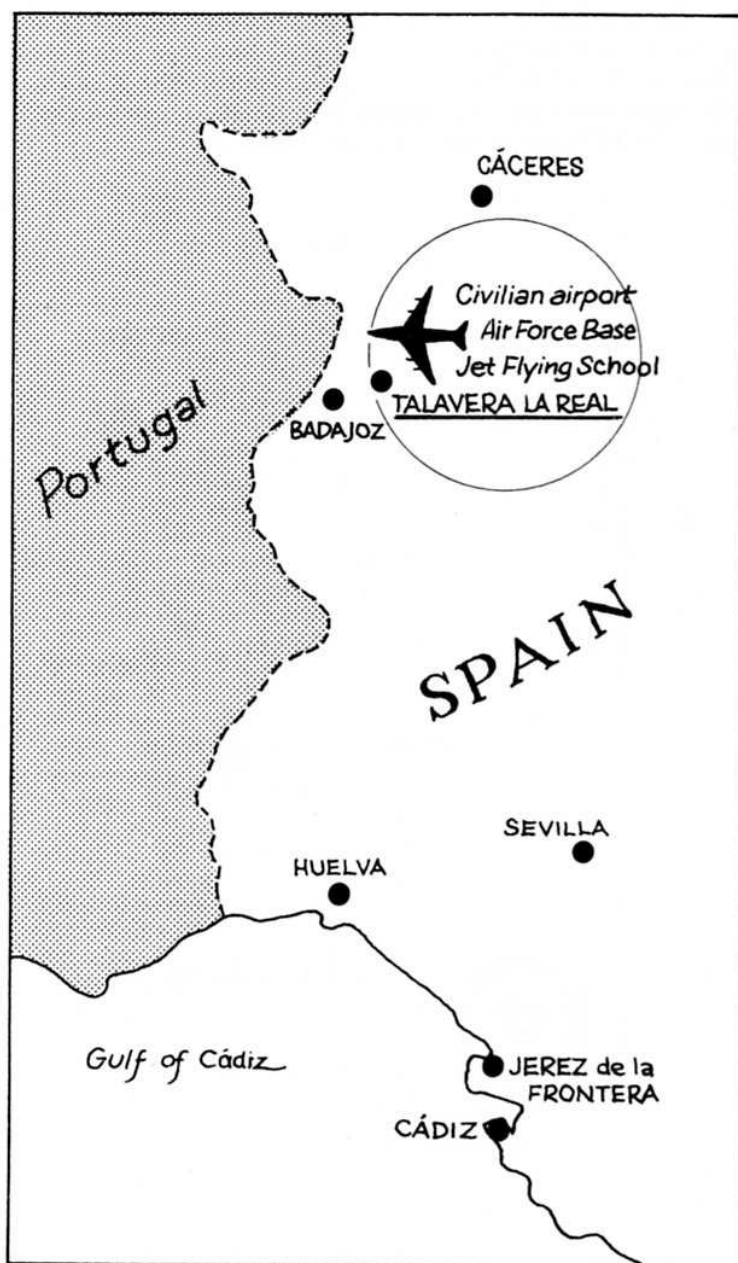 CÁCERES
Civilian airport
Air Force Base
Jet Flying School
TALAVERA LA REAL
BADAJOZ
Portugal
SPAIN
SEVILLA
HUELVA
Gulf of Cádiz
JEREZ de la
FRONTERA
CÁDIZ